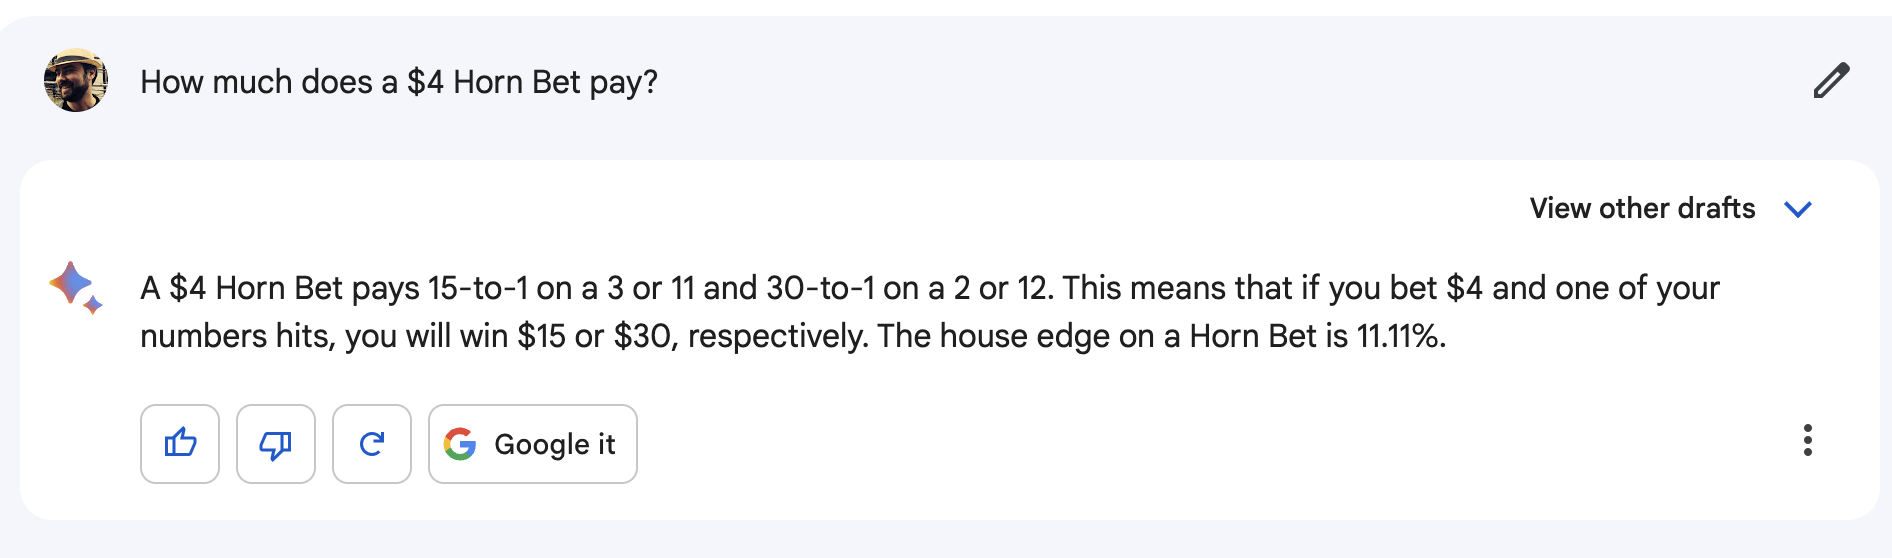 How much does a $4 Horn Bet pay?
View other drafts
A $4 Horn Bet pays 15-to-1 on a 3 or 11 and 30-to-1 on a 2 or 12. This means that if you bet $4 and one of your
numbers hits, you will win $15 or $30, respectively. The house edge on a Horn Bet is 11.11%.
Google it